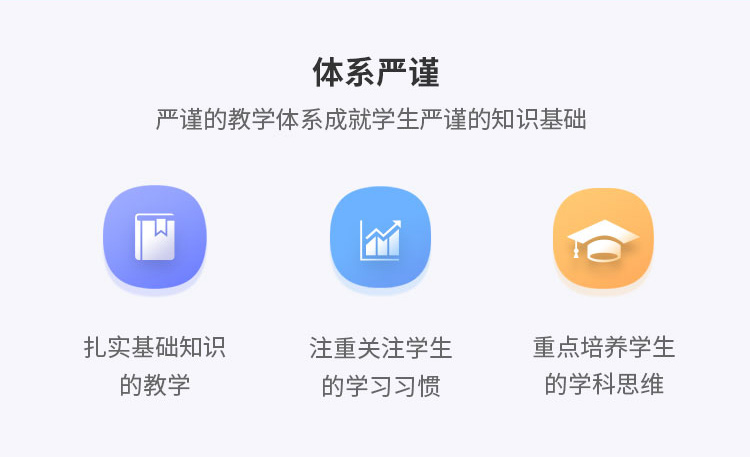 体系严谨
严谨的教学体系成就学生严谨的知识基础
扎实基础知识
的教学
注重关注学生
的学习习惯
重点培养学生
的学科思维